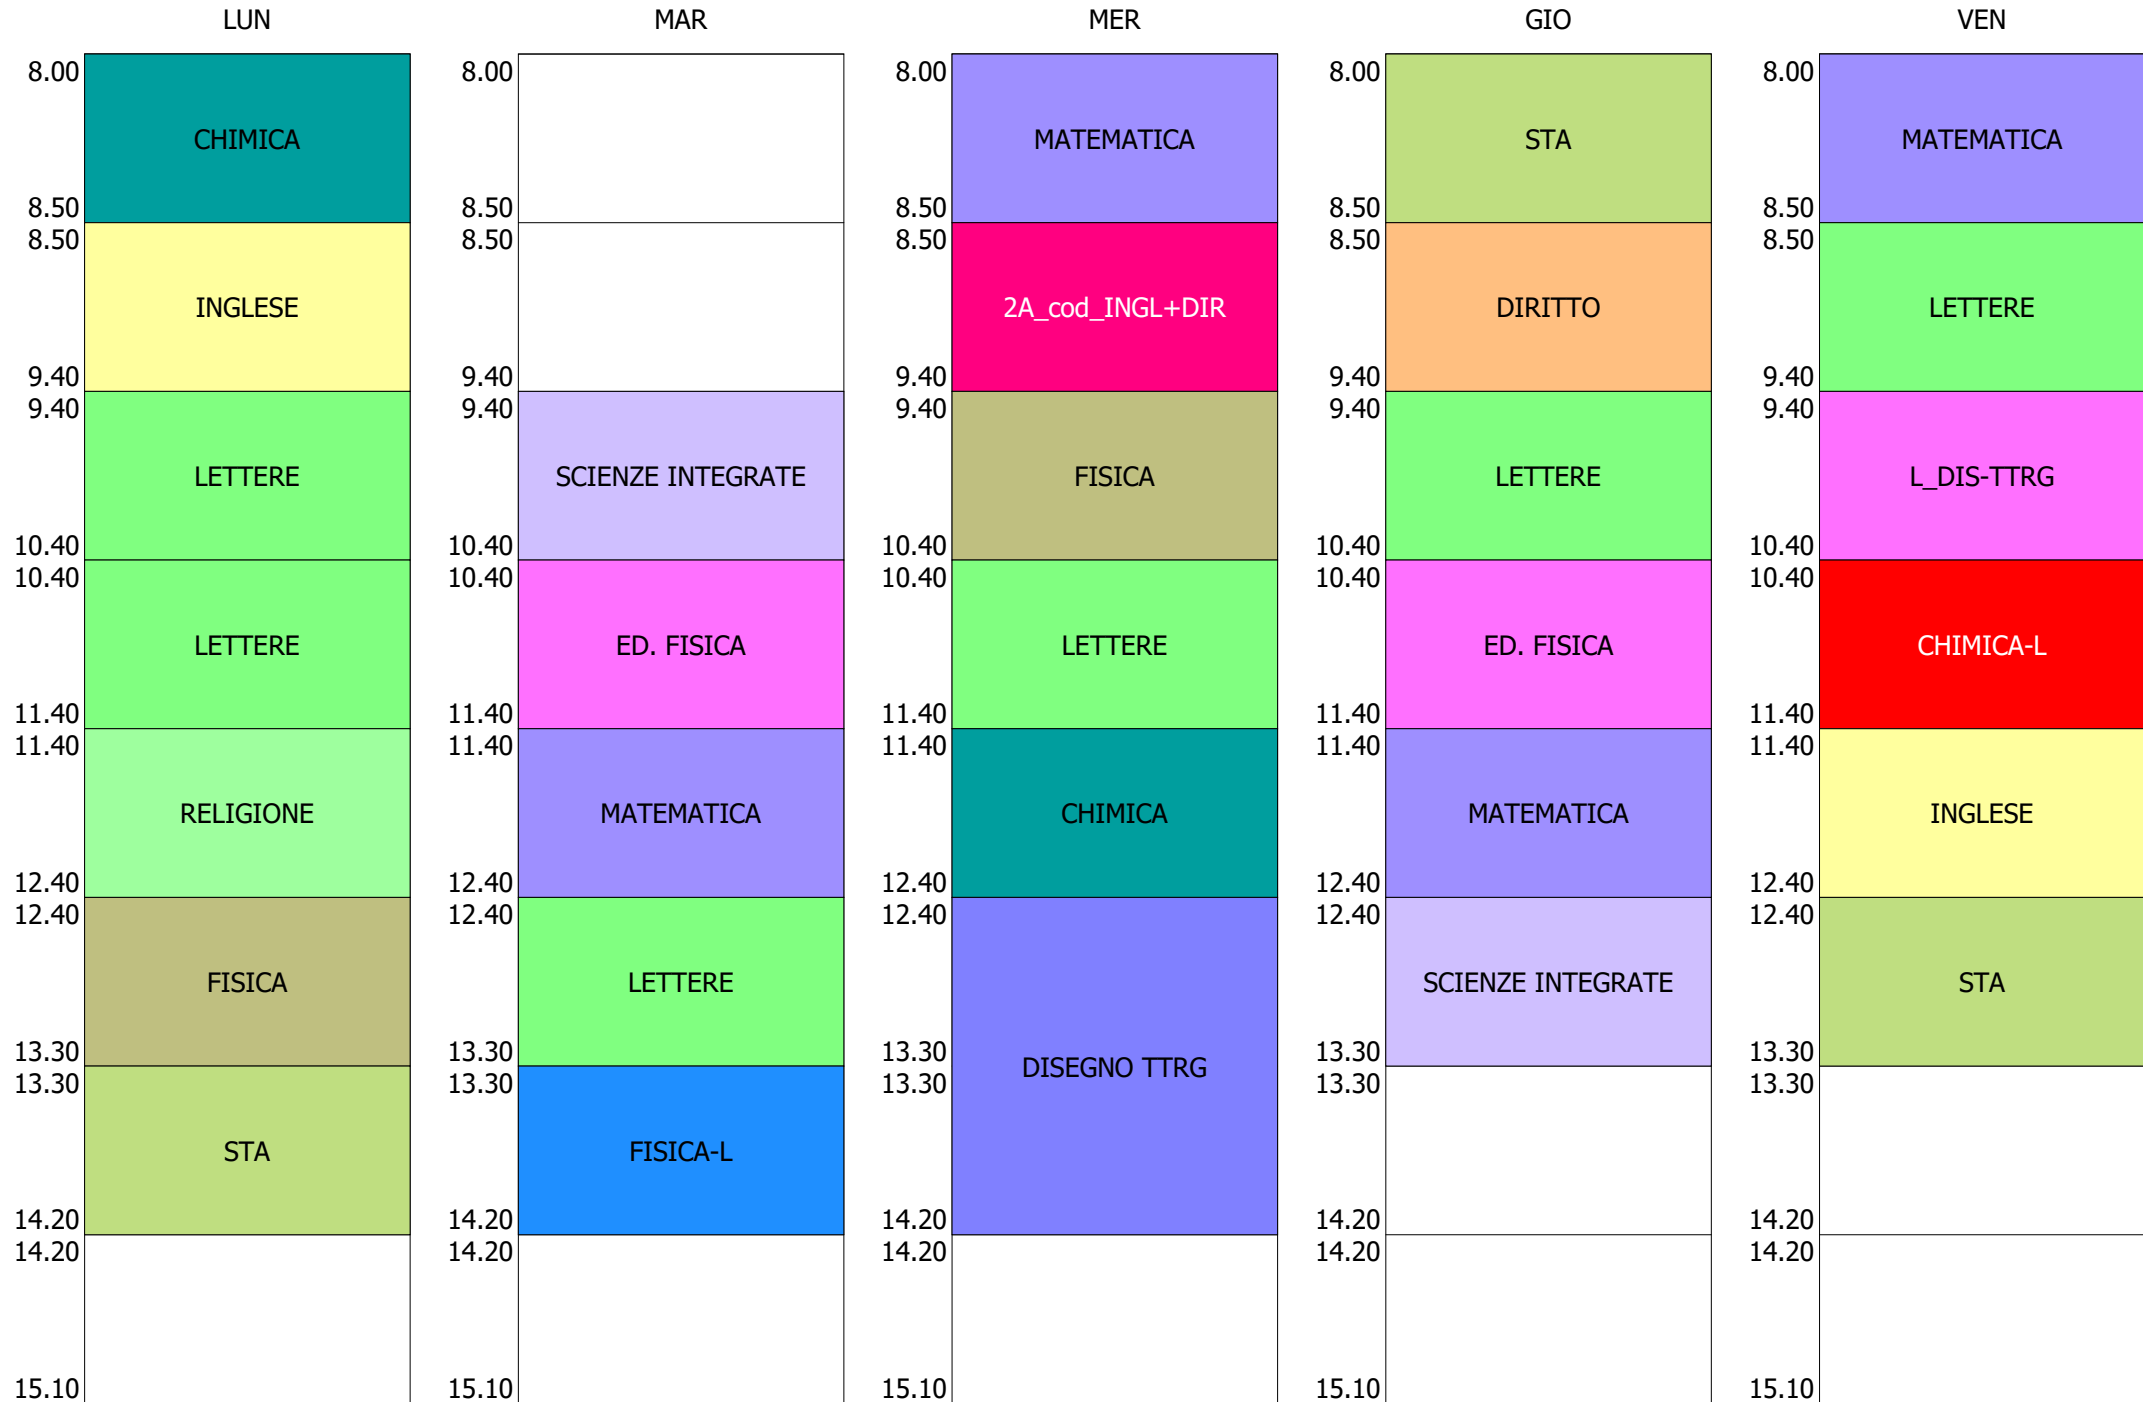 LUN MAR MER GIO VEN
8.00 8.00 8.00 8.00 8.00
CHIMICA MATEMATICA STA MATEMATICA
8.50 8.50 8.50 8.50 8.50
8.50 8.50 8.50 8.50 8.50
INGLESE 2A_cod_INGL+DIR DIRITTO LETTERE
9.40 9.40 9.40 9.40 9.40
9.40 9.40 9.40 9.40 9.40
LETTERE SCIENZE INTEGRATE FISICA LETTERE L_DIS-TTRG
10.40 10.40 10.40 10.40 10.40
10.40 10.40 10.40 10.40 10.40
LETTERE ED. FISICA LETTERE ED. FISICA CHIMICA-L
11.40 11.40 11.40 11.40 11.40
11.40 11.40 11.40 11.40 11.40
RELIGIONE MATEMATICA CHIMICA MATEMATICA INGLESE
12.40 12.40 12.40 12.40 12.40
12.40 12.40 12.40 12.40 12.40
FISICA LETTERE SCIENZE INTEGRATE STA
13.30 13.30 13.30 13.30 13.30
DISEGNO TTRG
13.30 13.30 13.30 13.30 13.30
STA FISICA-L
14.20 14.20 14.20 14.20 14.20
14.20 14.20 14.20 14.20 14.20
15.10 15.10 15.10 15.10 15.10